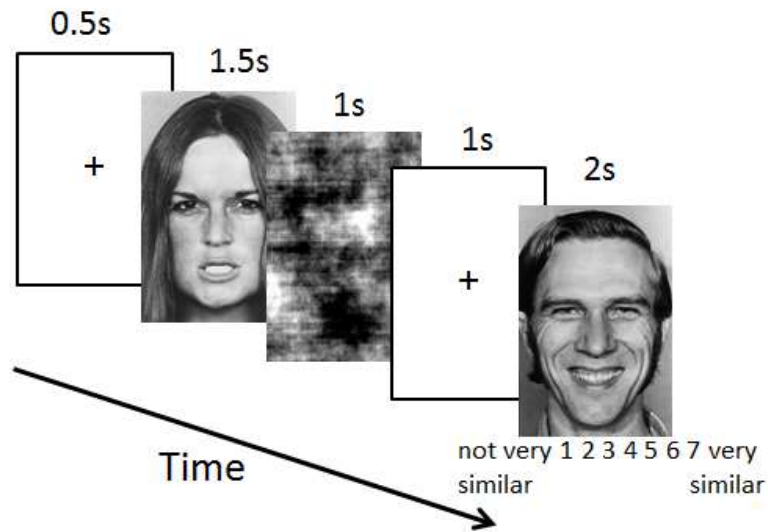 0.5s
1.5s
1s
1s
2s
+
+
Time
not very 1 2 3 4 5 6 7 very
similar similar